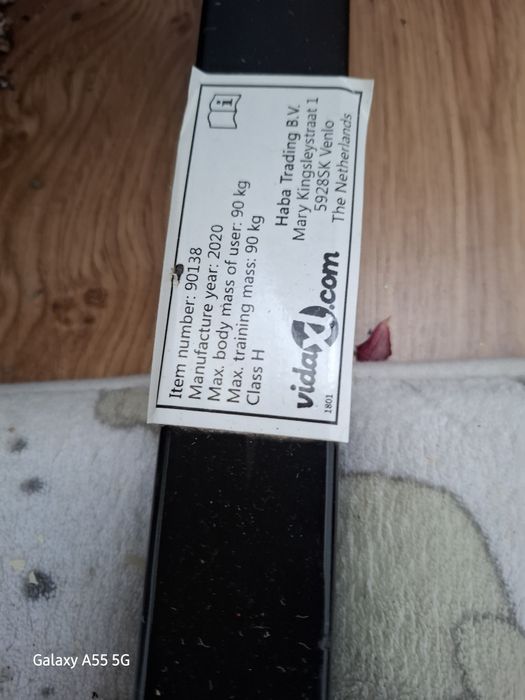 Item number: 90138
Manufacture year: 2020
Max. body mass of user: 90 kg
Max. training mass: 90 kg
Class H
Haba Trading B.V.
Mary Kingsleystraat 1
5928SK Venlo
The Netherlands
vidaXL.com
1801
Galaxy A55 5G